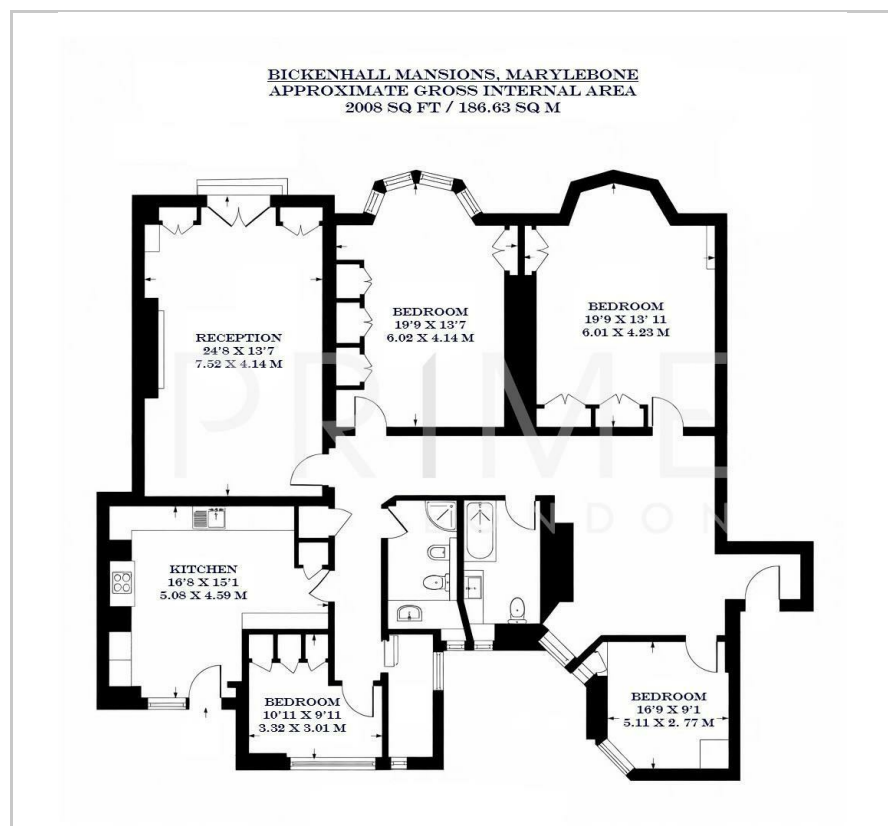 BICKENHALL MANSIONS, MARYLEBONE
APPROXIMATE GROSS INTERNAL AREA
2008 SQ FT / 186.63 SQ M
RECEPTION
24'8 X 13'7
7.52 X 4.14 M
BEDROOM
19'9 X 13'7
6.02 X 4.14 M
BEDROOM
19'9 X 13' 11
6.01 X 4.23 M
PRIME
LONDON
KITCHEN
16'8 X 15'1
5.08 X 4.59 M
BEDROOM
10'11 X 9'11
3.32 X 3.01 M
BEDROOM
16'9 X 9'1
5.11 X 2. 77 M